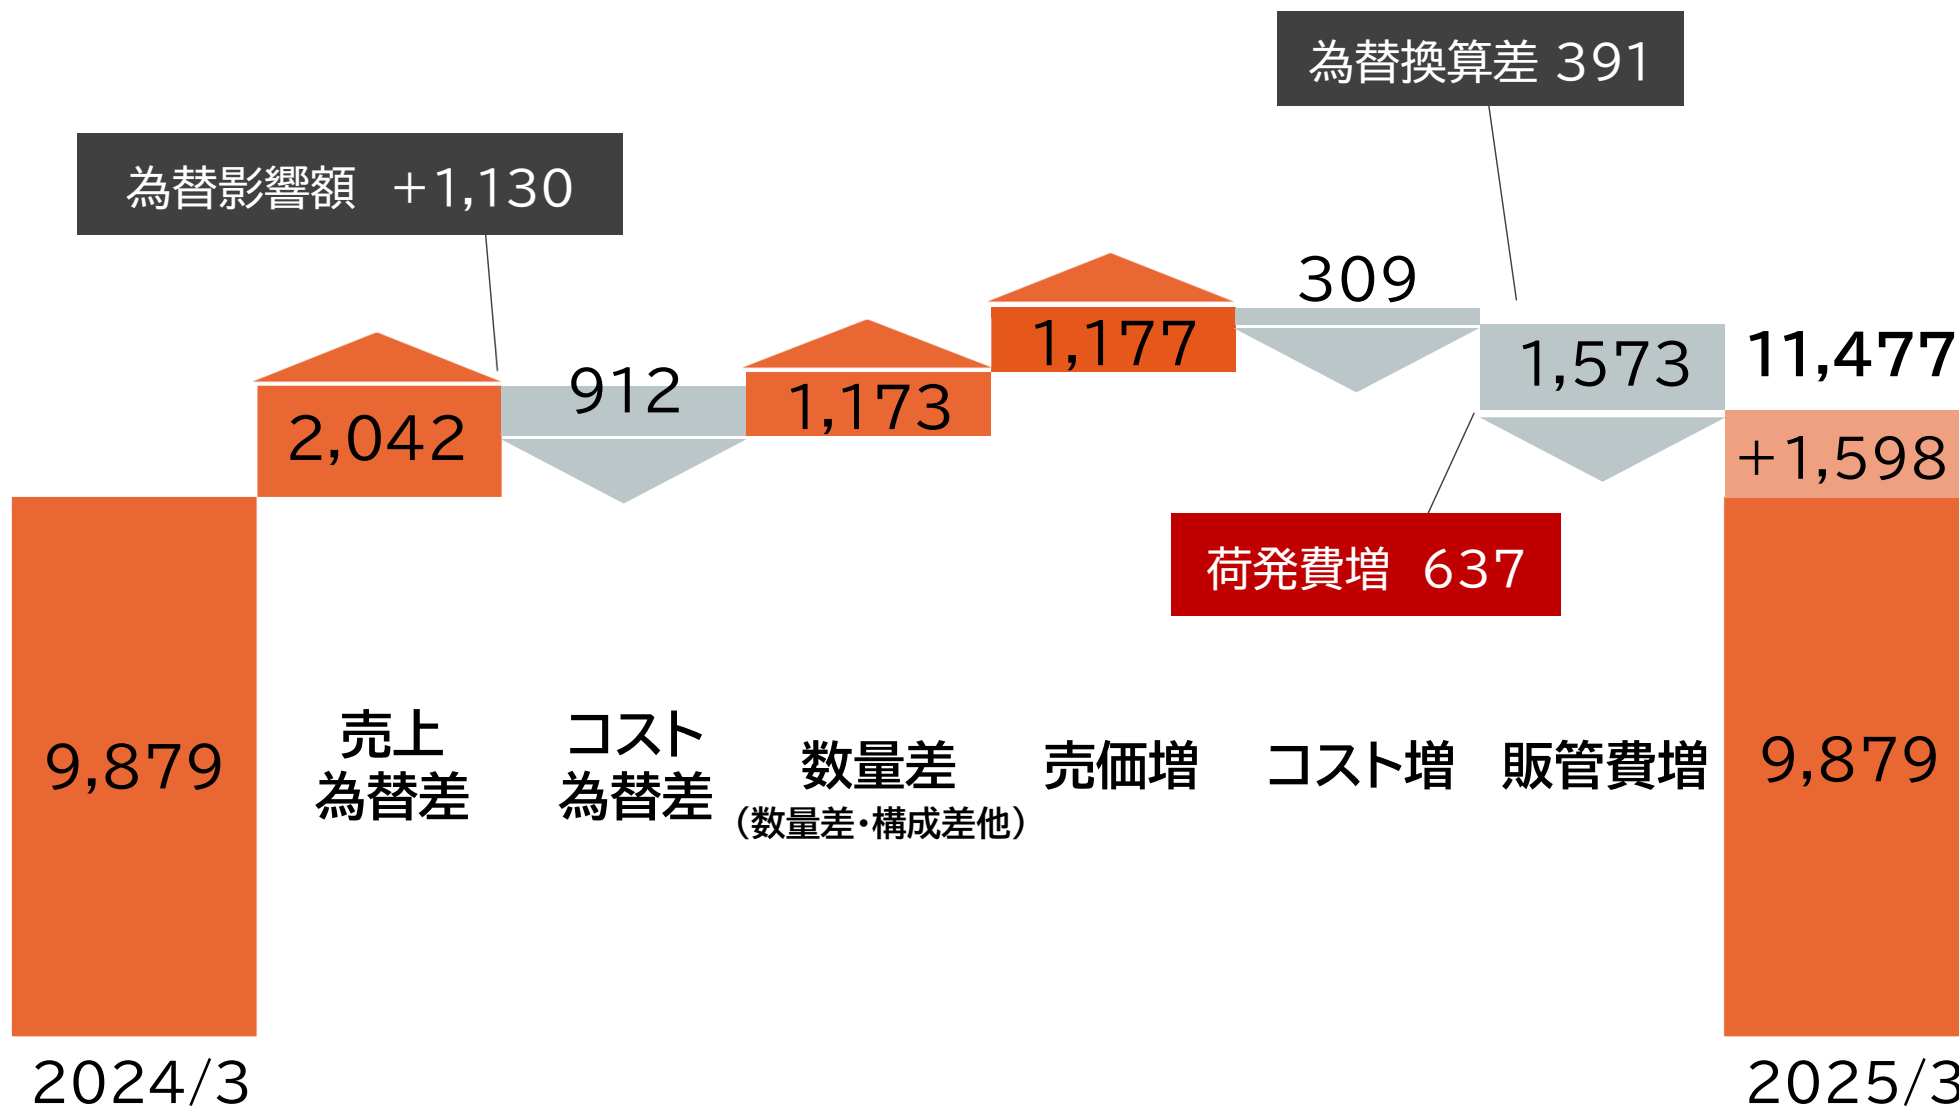 為替換算差 391
為替影響額 +1,130
309
912
2,042
1,173
1,177
1,573
11,477
+1,598
荷発費増 637
9,879
売上
為替差
コスト
為替差
数量差
(数量差・構成差他)
売価増
コスト増
販管費増
9,879
2024/3
2025/3